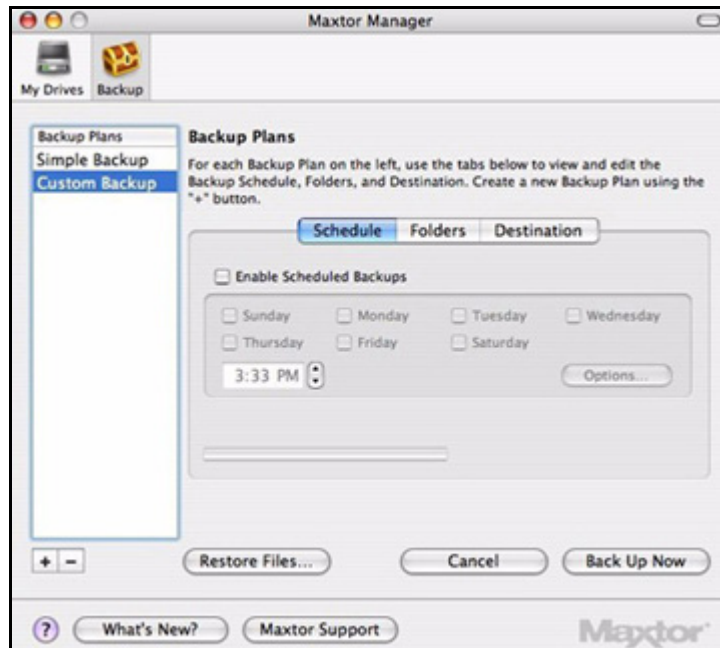 Maxtor Manager
My Drives Backup
Backup Plans
Simple Backup
Custom Backup
Backup Plans
For each Backup Plan on the left, use the tabs below to view and edit the
Backup Schedule, Folders, and Destination. Create a new Backup Plan using the
"+" button.
Schedule Folders Destination
Enable Scheduled Backups
Sunday Monday Tuesday Wednesday
Thursday Friday Saturday
3:33 PM Options...
+ -
Restore Files... Cancel Back Up Now
? What's New? Maxtor Support Maxtor